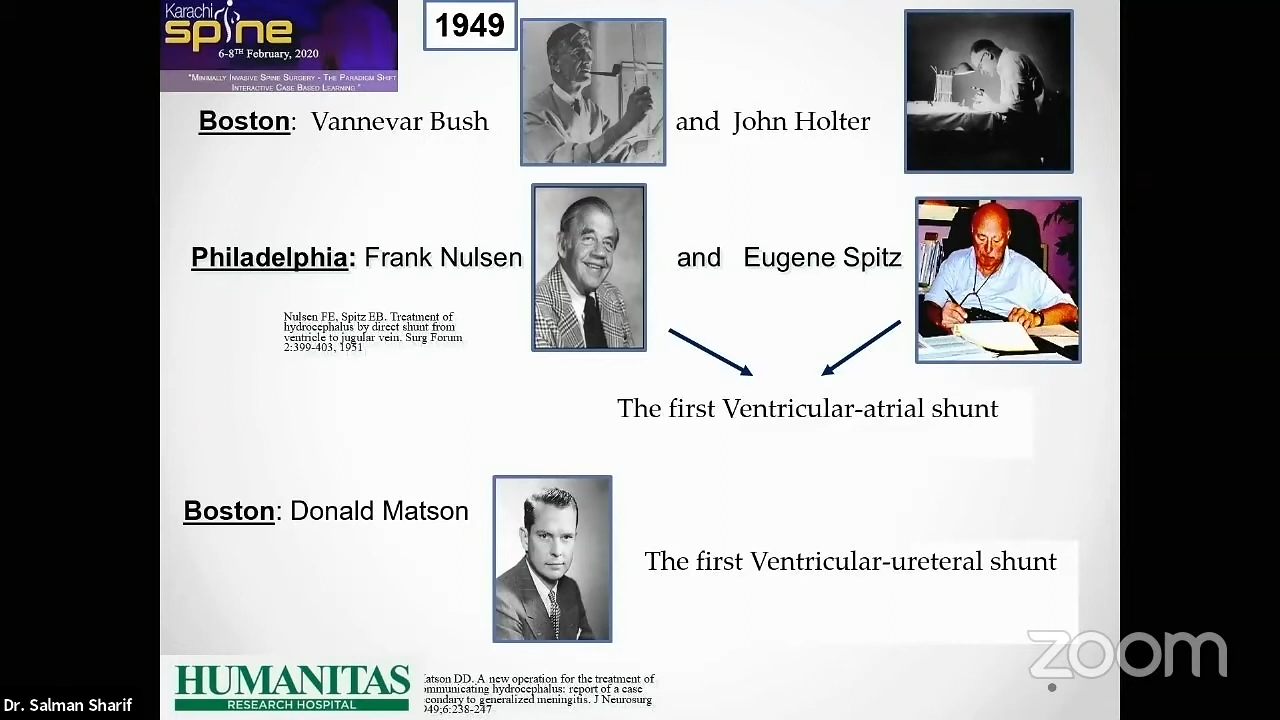 Karachi
spine
6-8TH February, 2020
"Minimally Invasive Spine Surgery - The Paradigm Shift
Interactive Case Based Learning "
1949
Boston: Vannevar Bush and John Holter
Philadelphia: Frank Nulsen and Eugene Spitz
Nulsen FE, Spitz EB. Treatment of
hydrocephalus by direct shunt from
ventricle to jugular vein. Surg Forum
2:399-403, 1951
The first Ventricular-atrial shunt
Boston: Donald Matson
The first Ventricular-ureteral shunt
zoom
HUMANITAS
RESEARCH HOSPITAL
atson DD. A new operation for the treatment of
ommunicating hydrocephalus: report of a case
condary to generalized meningitis. J Neurosurg
949;6:238-247
Dr. Salman Sharif